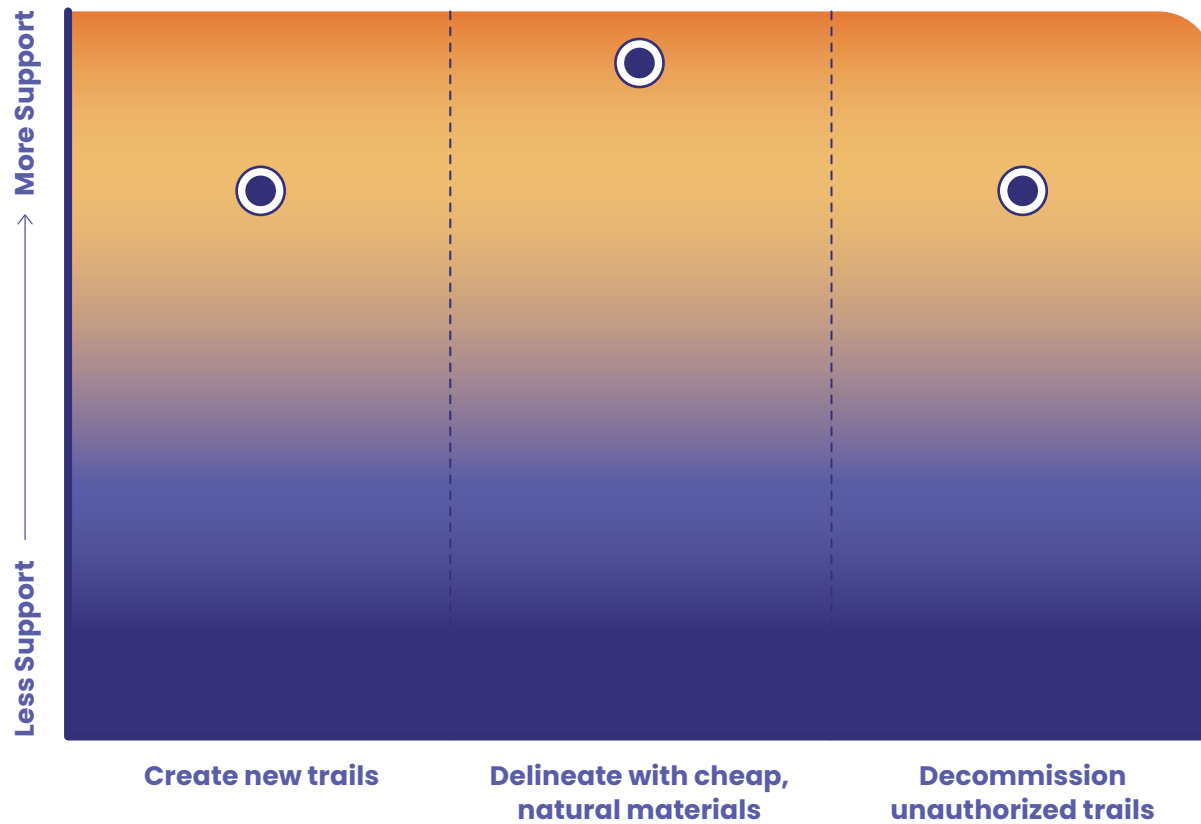 More Support
Less Support
Create new trails
Delineate with cheap,
natural materials
Decommission
unauthorized trails